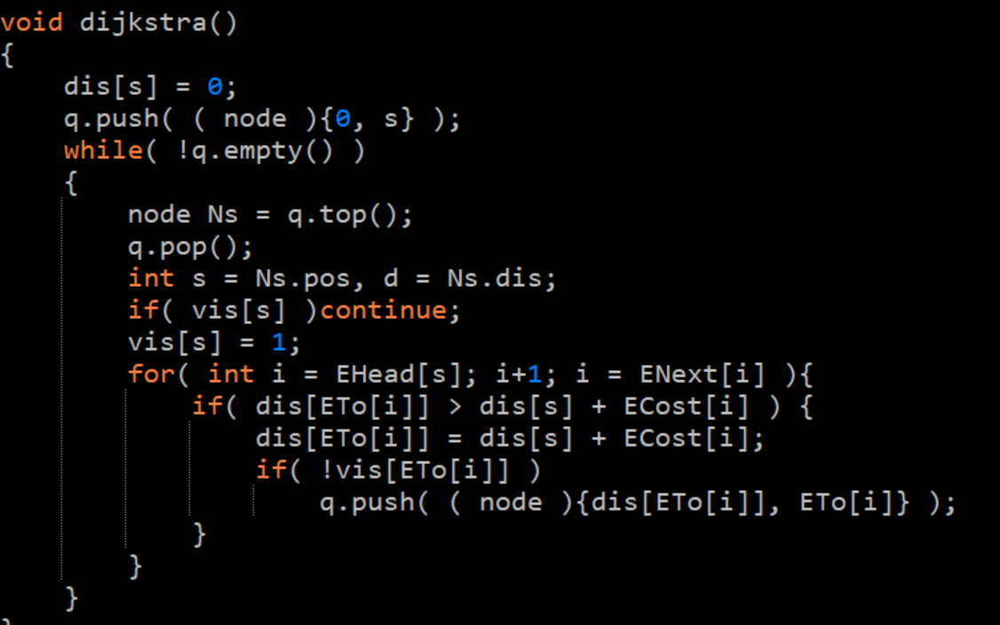 void dijkstra()
{
    dis[s] = 0;
    q.push( ( node ){0, s} );
    while( !q.empty() )
    {
        node Ns = q.top();
        q.pop();
        int s = Ns.pos, d = Ns.dis;
        if( vis[s] )continue;
        vis[s] = 1;
        for( int i = EHead[s]; i+1; i = ENext[i] ){
            if( dis[ETo[i]] > dis[s] + ECost[i] ) {
                dis[ETo[i]] = dis[s] + ECost[i];
                if( !vis[ETo[i]] )
                    q.push( ( node ){dis[ETo[i]], ETo[i]} );
            }
        }
    }
}